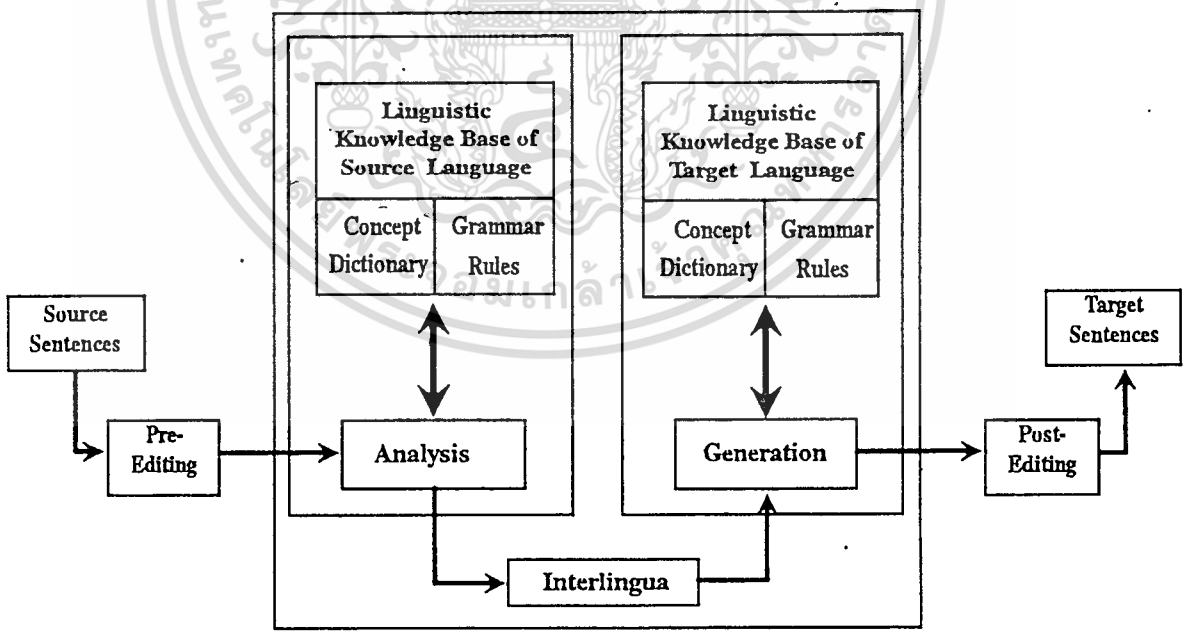 Linguistic
Knowledge Base of
Source Language
Concept
Dictionary
Grammar
Rules
Linguistic
Knowledge Base of
Target Language
Concept
Dictionary
Grammar
Rules
Source
Sentences
Pre-
Editing
Analysis
Interlingua
Generation
Post-
Editing
Target
Sentences